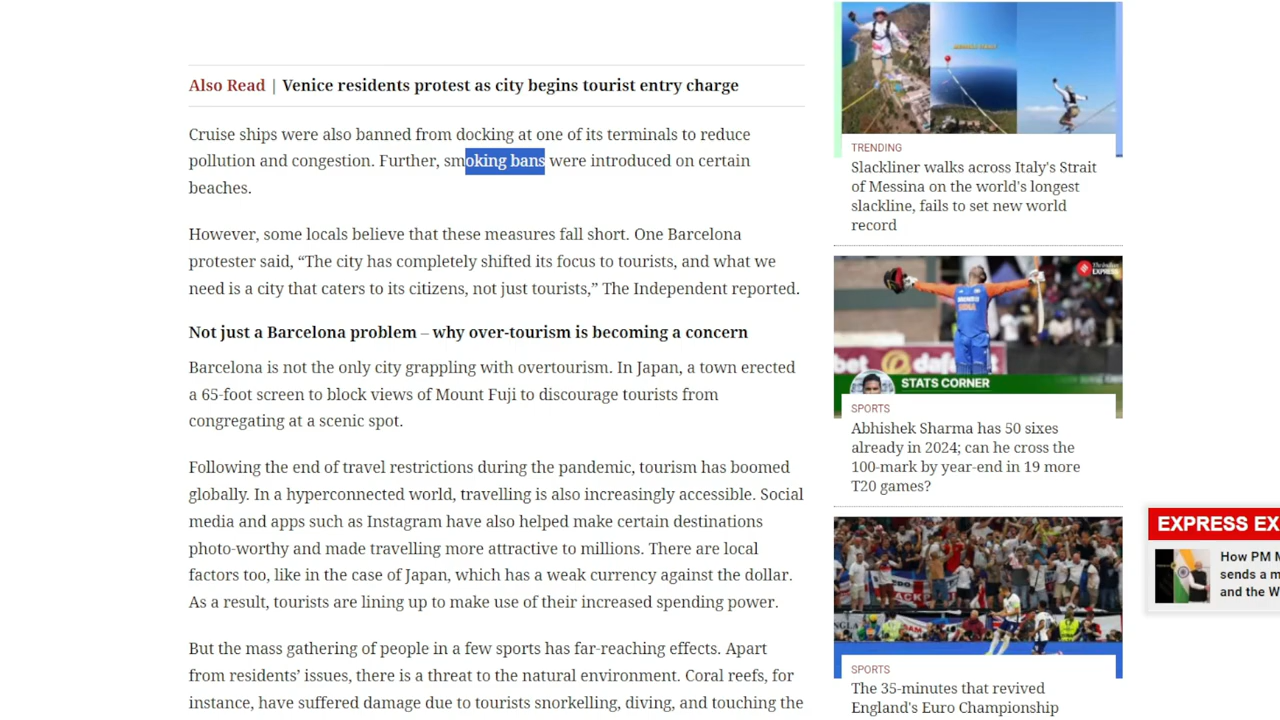 Also Read | Venice residents protest as city begins tourist entry charge
Cruise ships were also banned from docking at one of its terminals to reduce
pollution and congestion. Further, smoking bans were introduced on certain
beaches.
However, some locals believe that these measures fall short. One Barcelona
protester said, “The city has completely shifted its focus to tourists, and what we
need is a city that caters to its citizens, not just tourists,” The Independent reported.
Not just a Barcelona problem – why over-tourism is becoming a concern
Barcelona is not the only city grappling with overtourism. In Japan, a town erected
a 65-foot screen to block views of Mount Fuji to discourage tourists from
congregating at a scenic spot.
Following the end of travel restrictions during the pandemic, tourism has boomed
globally. In a hyperconnected world, travelling is also increasingly accessible. Social
media and apps such as Instagram have also helped make certain destinations
photo-worthy and made travelling more attractive to millions. There are local
factors too, like in the case of Japan, which has a weak currency against the dollar.
As a result, tourists are lining up to make use of their increased spending power.
But the mass gathering of people in a few sports has far-reaching effects. Apart
from residents’ issues, there is a threat to the natural environment. Coral reefs, for
instance, have suffered damage due to tourists snorkelling, diving, and touching the
TRENDING
Slackliner walks across Italy's Strait
of Messina on the world's longest
slackline, fails to set new world
record
The Indian
EXPRESS
INDIA
STATS CORNER
SPORTS
Abhishek Sharma has 50 sixes
already in 2024; can he cross the
100-mark by year-end in 19 more
T20 games?
SPORTS
The 35-minutes that revived
England's Euro Championship
EXPRESS EX
How PM M
sends a m
and the W